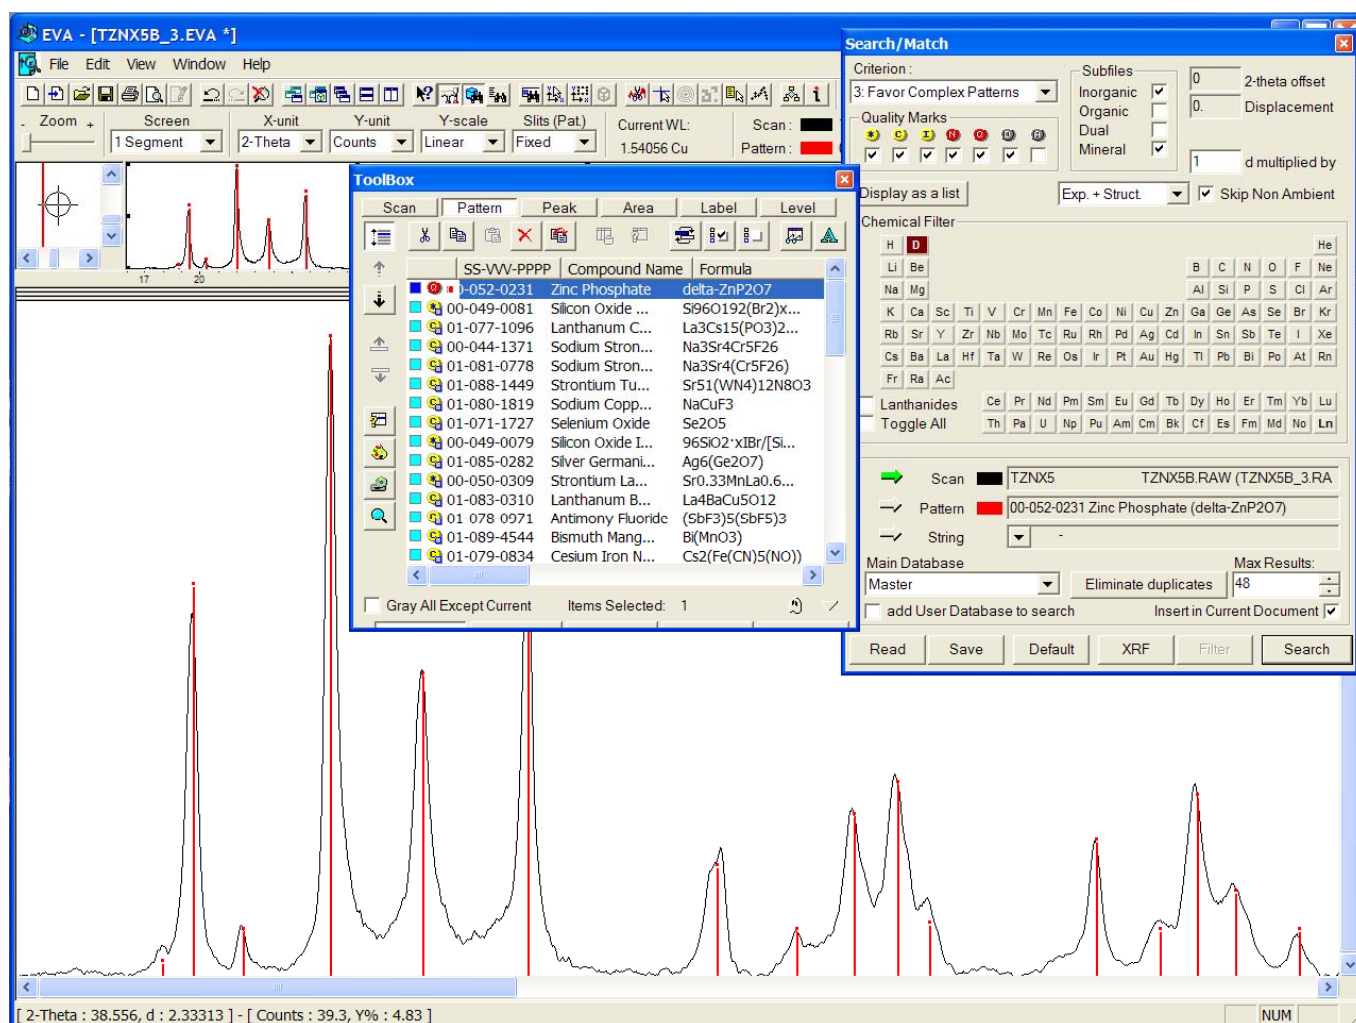 EVA - [TZNX5B_3.EVA *]
File Edit View Window Help
- Zoom +
Screen
X-unit
Y-unit
Y-scale
Slits (Pat.)
1 Segment
2-Theta
Counts
Linear
Fixed
Current WL:
1.54056 Cu
Scan :
Pattern :
17
20
ToolBox
Scan Pattern Peak Area Label Level
SS-VVV-PPPP Compound Name Formula
0-052-0231 Zinc Phosphate delta-ZnP2O7
00-049-0081 Silicon Oxide ... Si96O192(Br2)x...
01-077-1096 Lanthanum C... La3Cs15(PO3)2...
00-044-1371 Sodium Stron... Na3Sr4Cr5F26
01-081-0778 Sodium Stron... Na3Sr4(Cr5F26)
01-088-1449 Strontium Tu... Sr51(WN4)12N8O3
01-080-1819 Sodium Copp... NaCuF3
01-071-1727 Selenium Oxide Se2O5
00-049-0079 Silicon Oxide I... 96SiO2·xIBr/[Si...
01-085-0282 Silver Germani... Ag6(Ge2O7)
00-050-0309 Strontium La... Sr0.33MnLa0.6...
01-083-0310 Lanthanum B... La4BaCu5O12
01-078-0971 Antimony Fluoride (SbF3)5(SbF5)3
01-089-4544 Bismuth Mang... Bi(MnO3)
01-079-0834 Cesium Iron N... Cs2(Fe(CN)5(NO))
Gray All Except Current Items Selected: 1
Search/Match
Criterion :
3: Favor Complex Patterns
Quality Marks
Subfiles
Inorganic
Organic
Dual
Mineral
0 2-theta offset
0. Displacement
1 d multiplied by
Display as a list
Exp. + Struct.
Skip Non Ambient
Chemical Filter
H D He
Li Be B C N O F Ne
Na Mg Al Si P S Cl Ar
K Ca Sc Ti V Cr Mn Fe Co Ni Cu Zn Ga Ge As Se Br Kr
Rb Sr Y Zr Nb Mo Tc Ru Rh Pd Ag Cd In Sn Sb Te I Xe
Cs Ba La Hf Ta W Re Os Ir Pt Au Hg Tl Pb Bi Po At Rn
Fr Ra Ac
Lanthanides Ce Pr Nd Pm Sm Eu Gd Tb Dy Ho Er Tm Yb Lu
Toggle All Th Pa U Np Pu Am Cm Bk Cf Es Fm Md No Ln
Scan TZNX5 TZNX5B.RAW (TZNX5B_3.RA
Pattern 00-052-0231 Zinc Phosphate (delta-ZnP2O7)
String -
Main Database
Max Results:
Master
Eliminate duplicates
48
add User Database to search
Insert in Current Document
Read Save Default XRF Filter Search
[ 2-Theta : 38.556, d : 2.33313 ] - [ Counts : 39.3, Y% : 4.83 ]
NUM